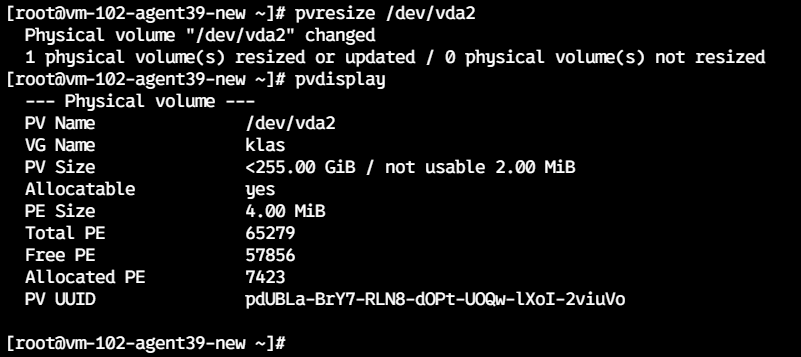 [root@vm-102-agent39-new ~]# pvresize /dev/vda2
  Physical volume "/dev/vda2" changed
  1 physical volume(s) resized or updated / 0 physical volume(s) not resized
[root@vm-102-agent39-new ~]# pvdisplay
  --- Physical volume ---
  PV Name               /dev/vda2
  VG Name               klas
  PV Size               <255.00 GiB / not usable 2.00 MiB
  Allocatable           yes
  PE Size               4.00 MiB
  Total PE              65279
  Free PE               57856
  Allocated PE          7423
  PV UUID               pdUBLa-BrY7-RLN8-dOPt-UOQw-lXoI-2viuVo
[root@vm-102-agent39-new ~]#